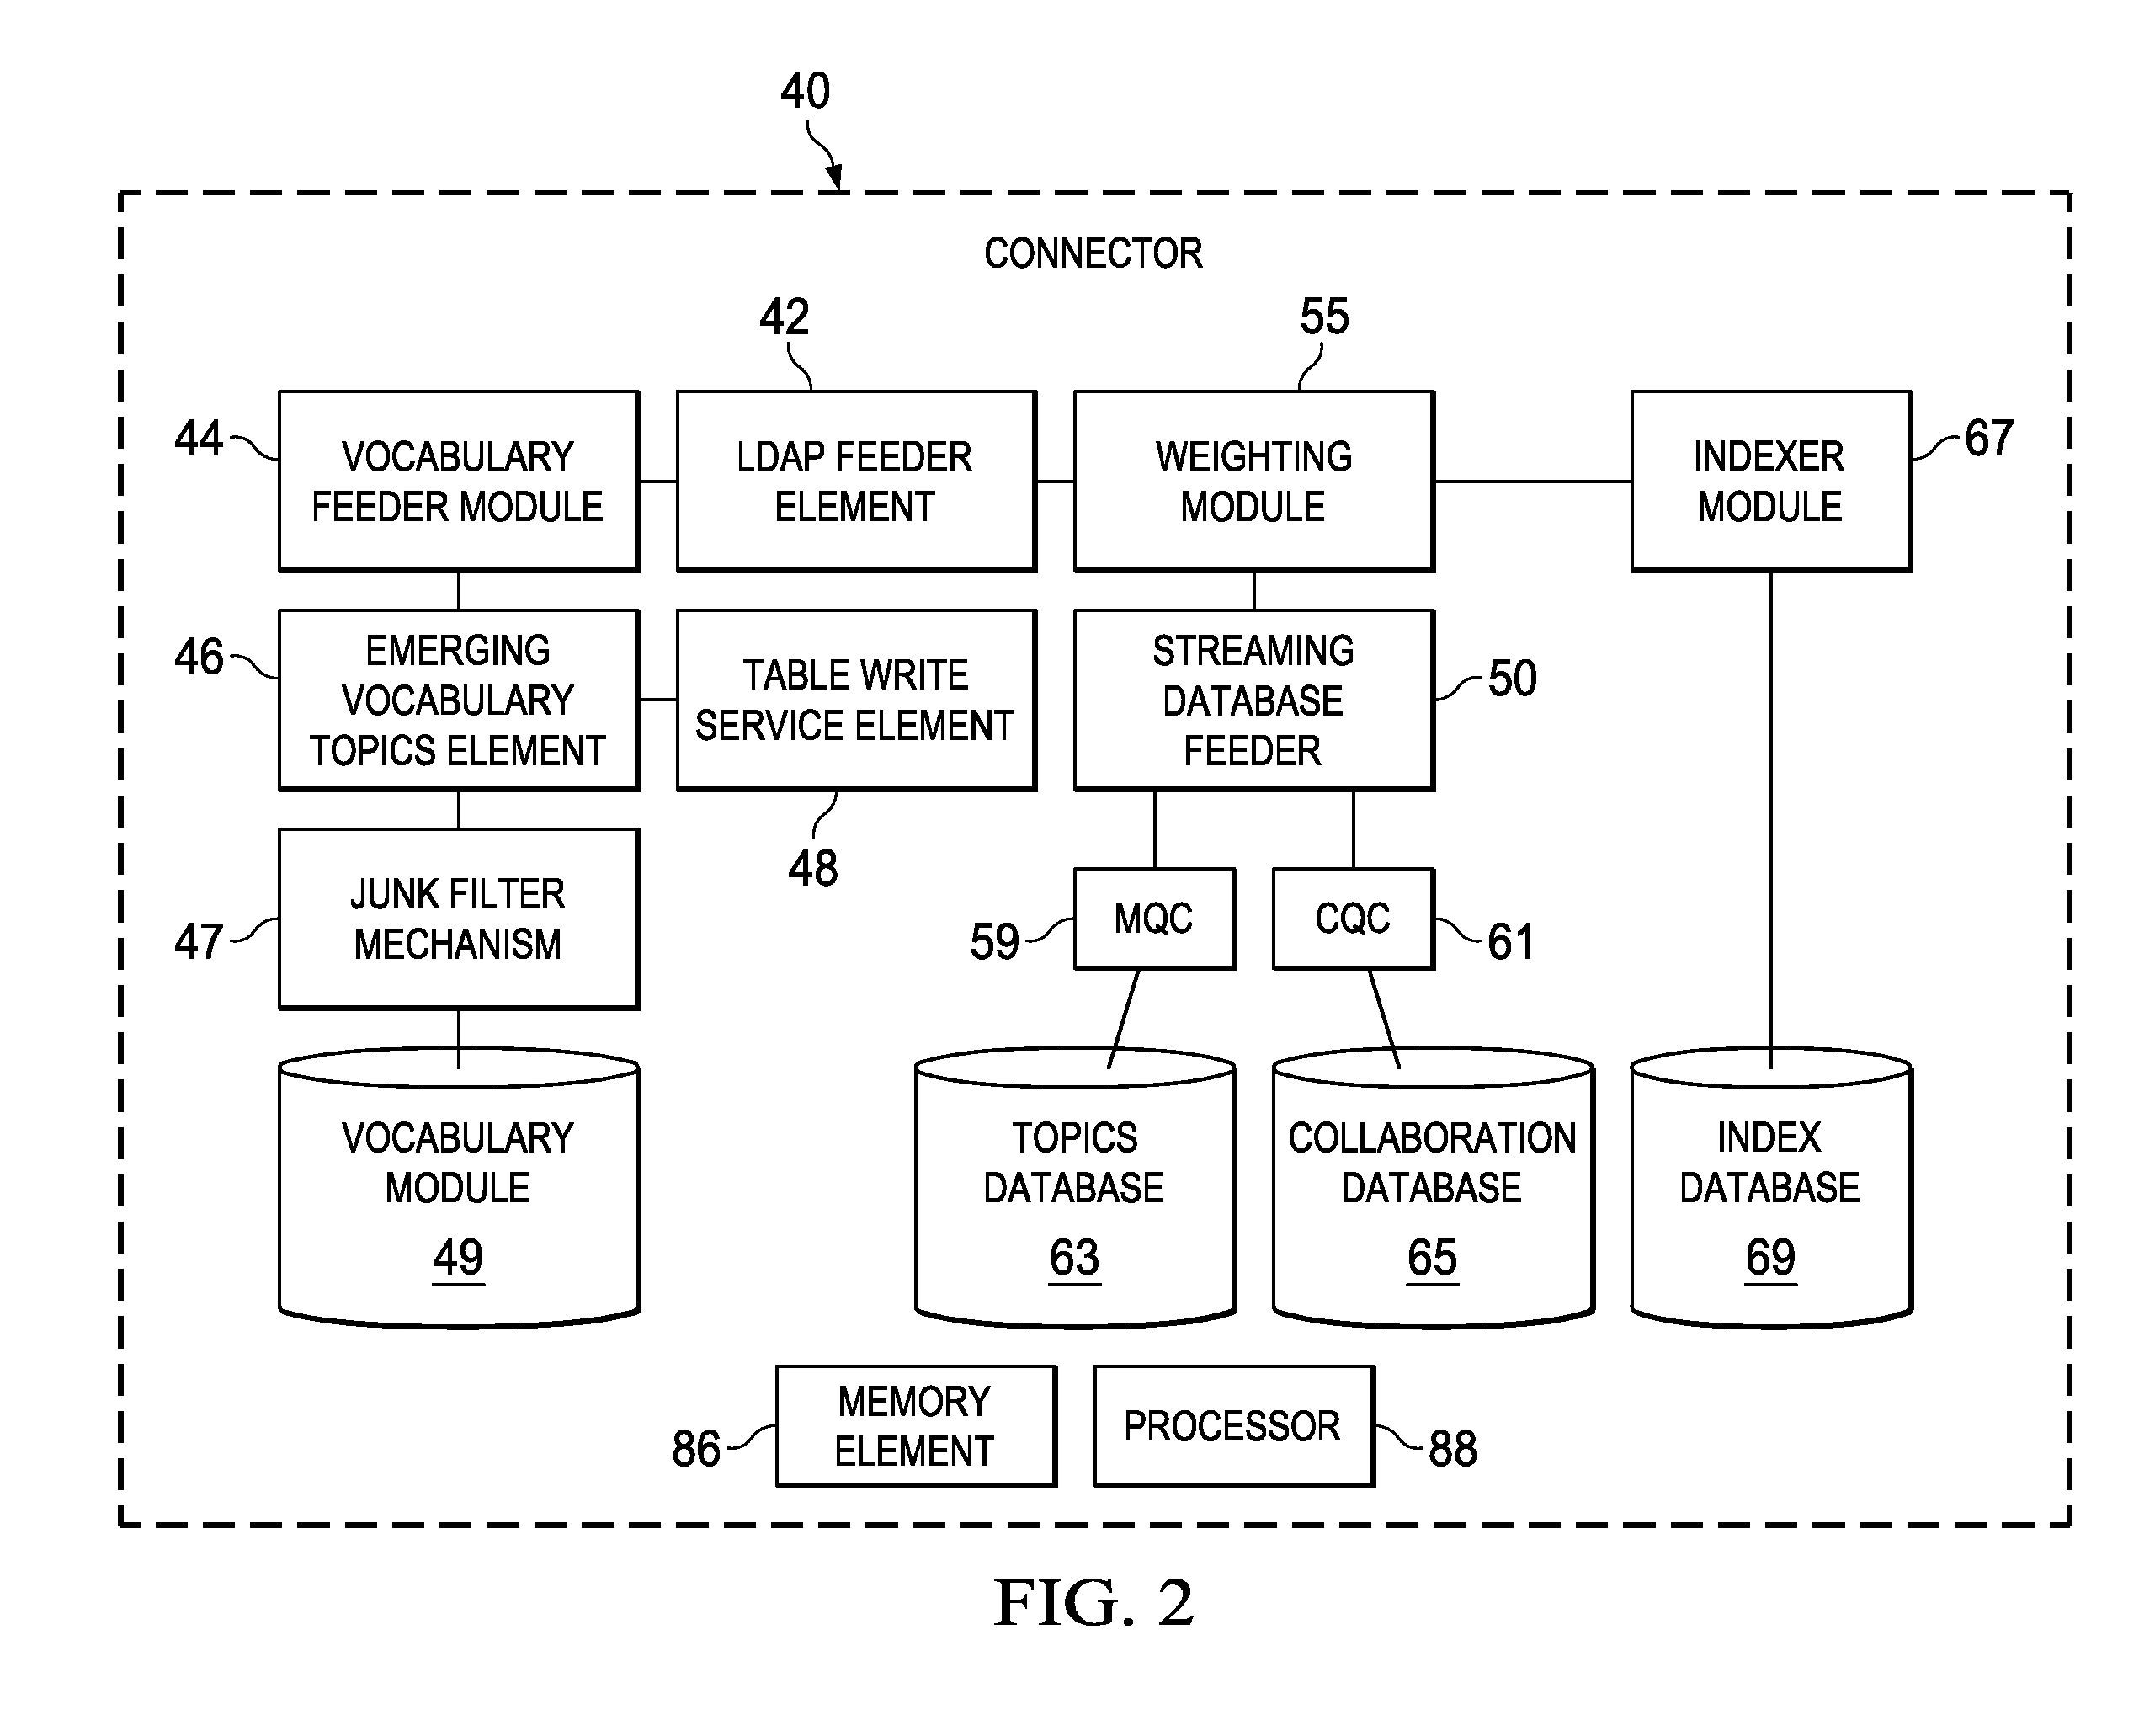 40
CONNECTOR
42
55
44
VOCABULARY
FEEDER MODULE
LDAP FEEDER
ELEMENT
WEIGHTING
MODULE
INDEXER
MODULE
67
46
EMERGING
VOCABULARY
TOPICS ELEMENT
TABLE WRITE
SERVICE ELEMENT
48
STREAMING
DATABASE
FEEDER
50
47
JUNK FILTER
MECHANISM
59
MQC
CQC
61
VOCABULARY
MODULE
49
TOPICS
DATABASE
63
COLLABORATION
DATABASE
65
INDEX
DATABASE
69
86
MEMORY
ELEMENT
PROCESSOR
88
FIG. 2